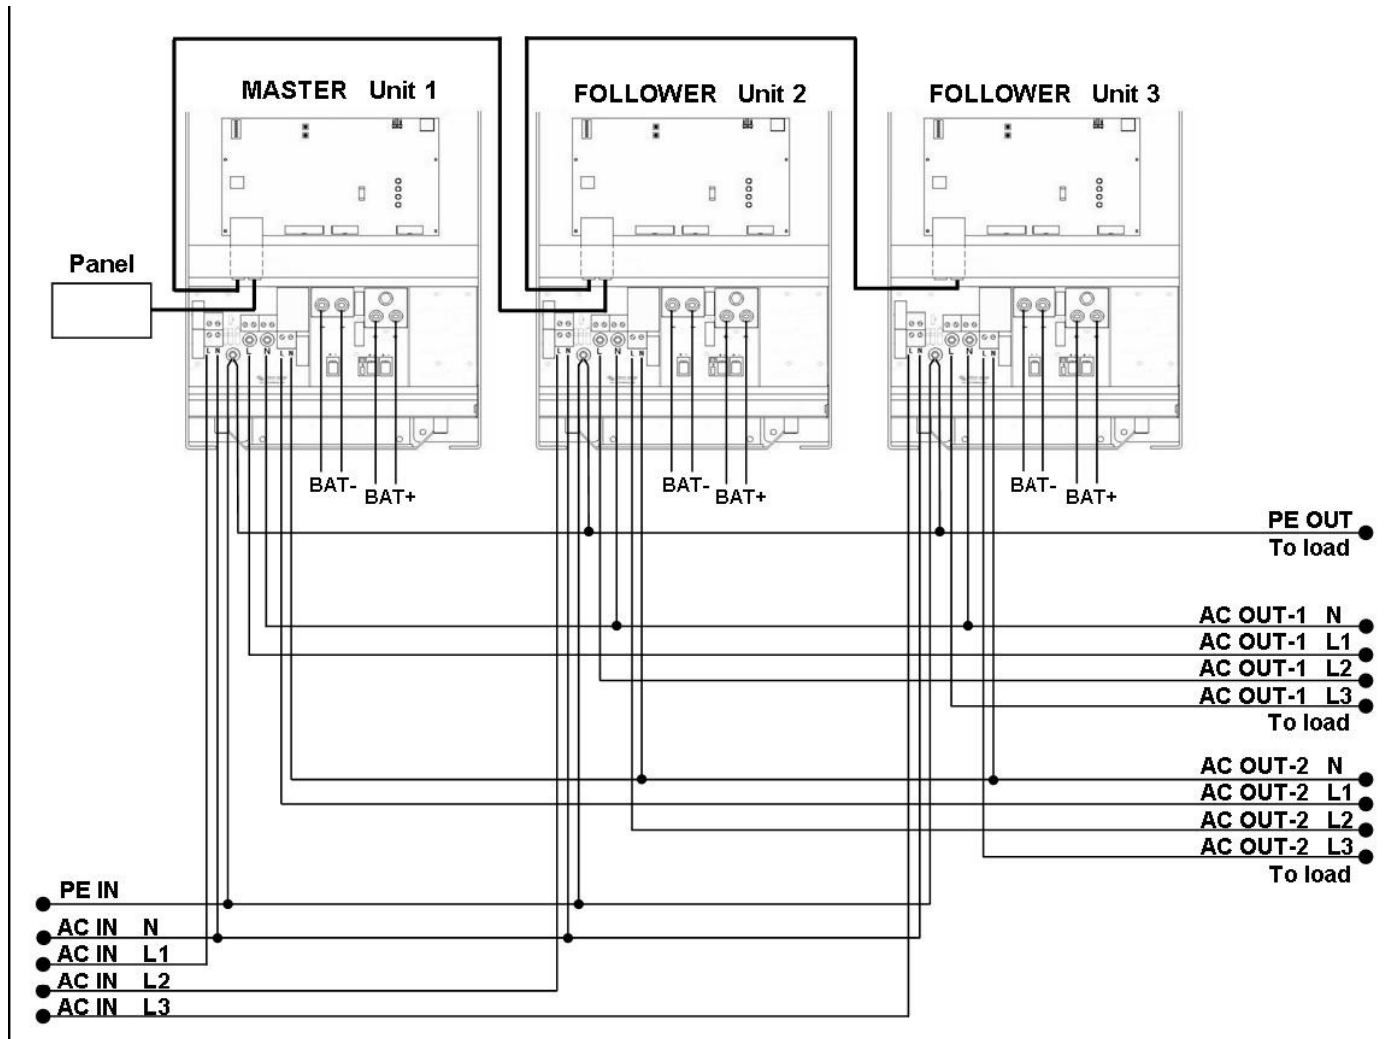 MASTER Unit 1
FOLLOWER Unit 2
FOLLOWER Unit 3
Panel
L N L N L N
L N L N L N
L N L N L N
BAT-
BAT+
BAT-
BAT+
BAT-
BAT+
PE OUT
To load
AC OUT-1 N
AC OUT-1 L1
AC OUT-1 L2
AC OUT-1 L3
To load
AC OUT-2 N
AC OUT-2 L1
AC OUT-2 L2
AC OUT-2 L3
To load
PE IN
AC IN N
AC IN L1
AC IN L2
AC IN L3